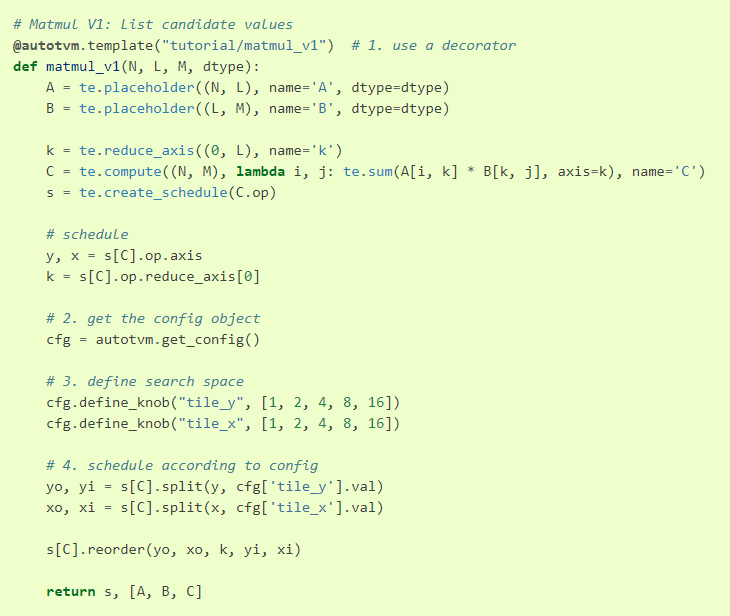 # Matmul V1: List candidate values
@autotvm.template("tutorial/matmul_v1")  # 1. use a decorator
def matmul_v1(N, L, M, dtype):
    A = te.placeholder((N, L), name='A', dtype=dtype)
    B = te.placeholder((L, M), name='B', dtype=dtype)

    k = te.reduce_axis((0, L), name='k')
    C = te.compute((N, M), lambda i, j: te.sum(A[i, k] * B[k, j], axis=k), name='C')
    s = te.create_schedule(C.op)

    # schedule
    y, x = s[C].op.axis
    k = s[C].op.reduce_axis[0]

    # 2. get the config object
    cfg = autotvm.get_config()

    # 3. define search space
    cfg.define_knob("tile_y", [1, 2, 4, 8, 16])
    cfg.define_knob("tile_x", [1, 2, 4, 8, 16])

    # 4. schedule according to config
    yo, yi = s[C].split(y, cfg['tile_y'].val)
    xo, xi = s[C].split(x, cfg['tile_x'].val)

    s[C].reorder(yo, xo, k, yi, xi)

    return s, [A, B, C]